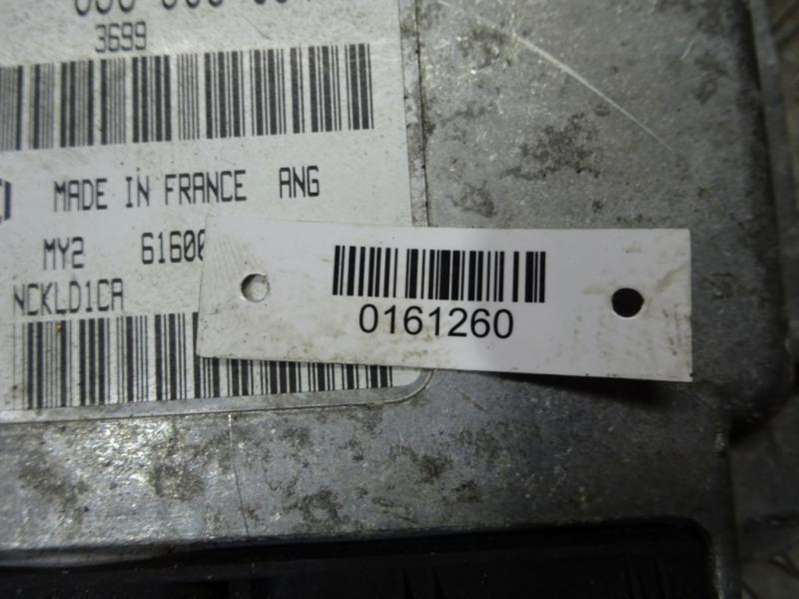 3699
MADE IN FRANCE ANG
MY2 6160
NCKLD1CA
0161260